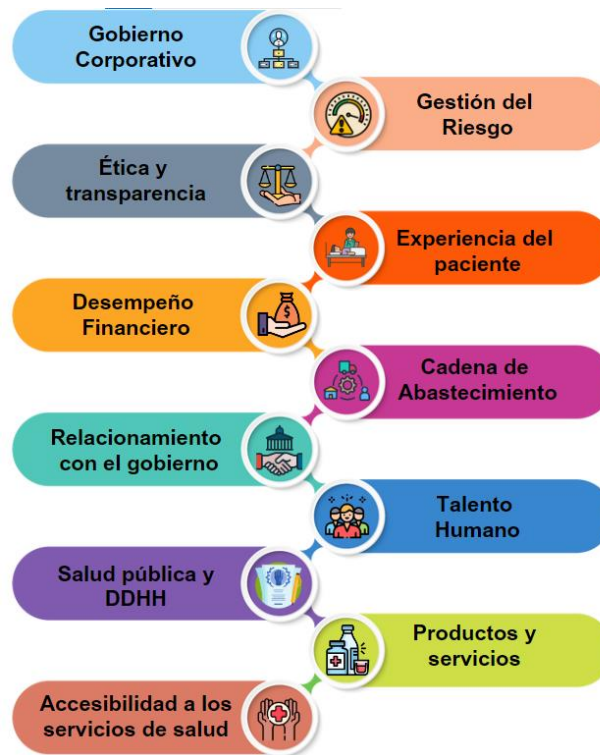 Gobierno
Corporativo
Gestión del
Riesgo
Ética y
transparencia
Experiencia del
paciente
Desempeño
Financiero
Cadena de
Abastecimiento
Relacionamiento
con el gobierno
Talento
Humano
Salud pública y
DDHH
Productos y
servicios
Accesibilidad a los
servicios de salud